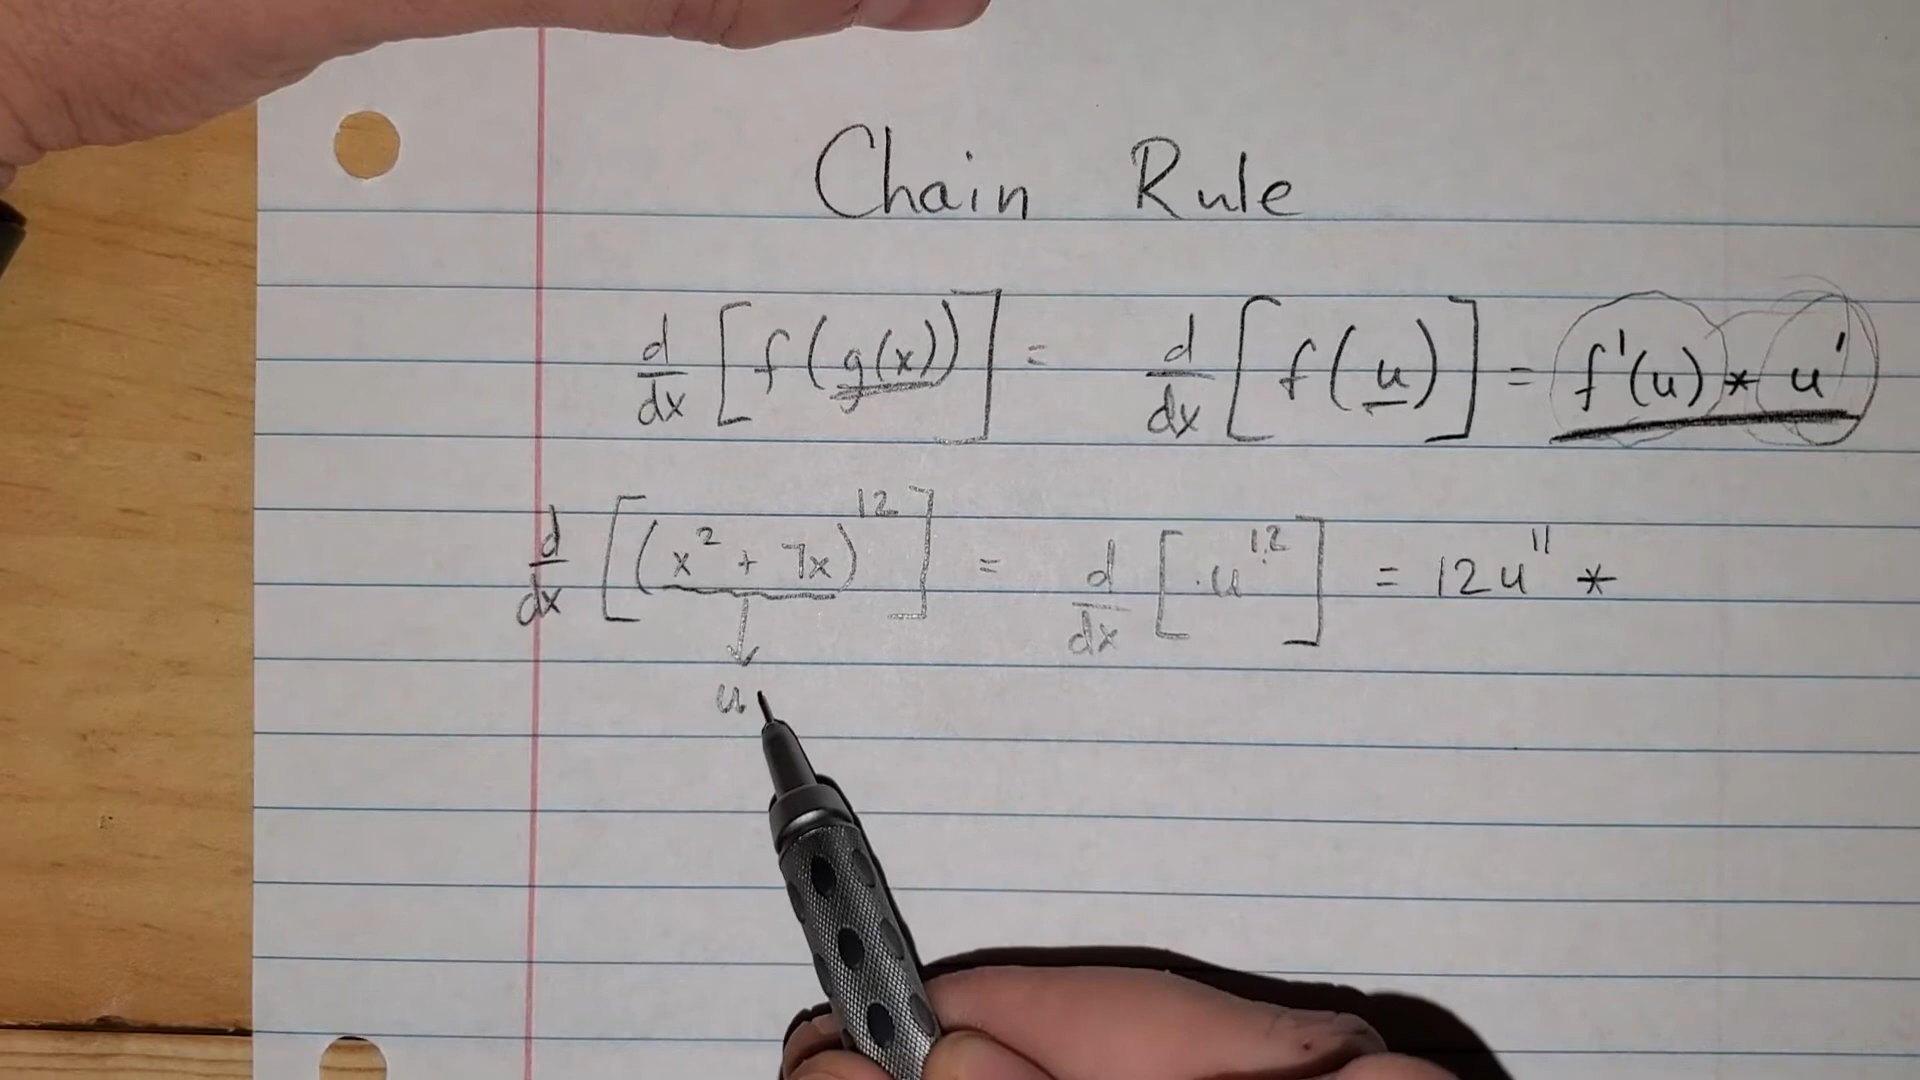 Chain Rule
d/dx [f(g(x))] = d/dx [f(u)] = f'(u) * u'
d/dx [(x² + 7x)¹²] = d/dx [u¹²] = 12u¹¹ *
u